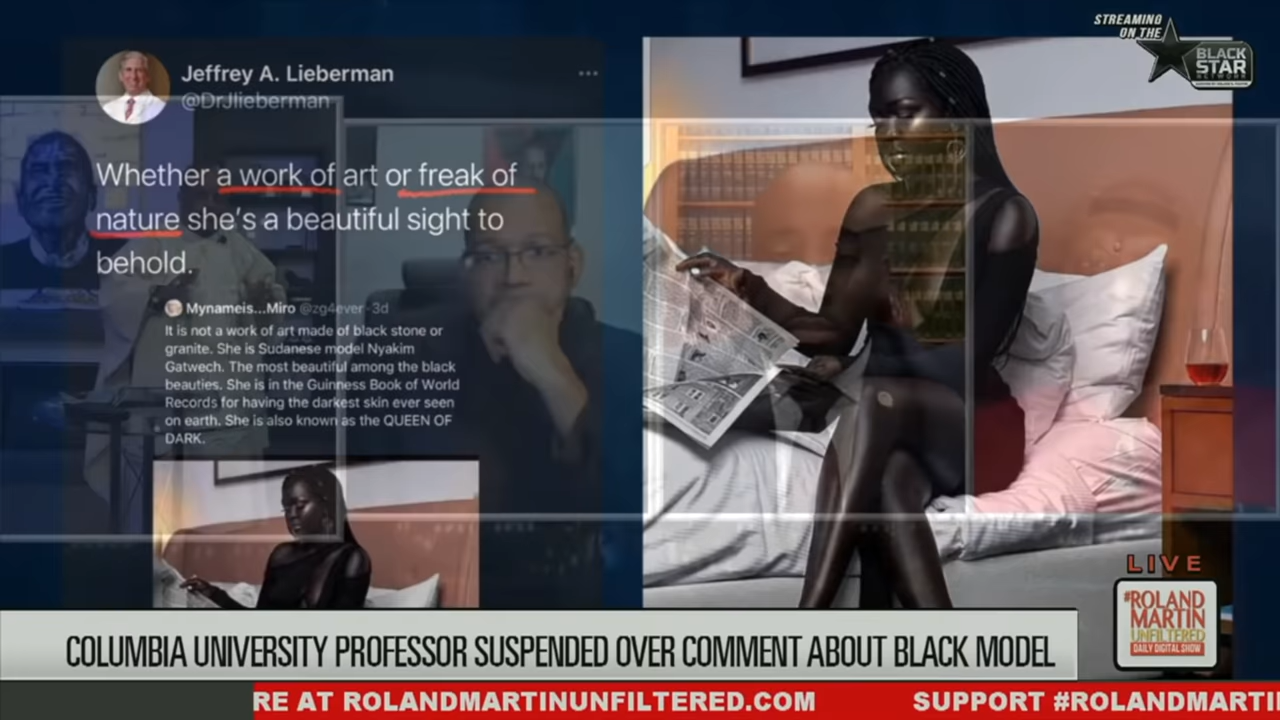 STREAMING
ON THE
BLACK
STAR
NETWORK
Jeffrey A. Lieberman
@DrJlieberman
Whether a work of art or freak of
nature she's a beautiful sight to
behold.
Mynameis...Miro @zg4ever·3d
It is not a work of art made of black stone or
granite. She is Sudanese model Nyakim
Gatwech. The most beautiful among the black
beauties. She is in the Guinness Book of World
Records for having the darkest skin ever seen
on earth. She is also known as the QUEEN OF
DARK.
LIVE
#ROLAND
MARTIN
UNFILTERED
DAILY DIGITAL SHOW
COLUMBIA UNIVERSITY PROFESSOR SUSPENDED OVER COMMENT ABOUT BLACK MODEL
RE AT ROLANDMARTINUNFILTERED.COM SUPPORT #ROLANDMARTI